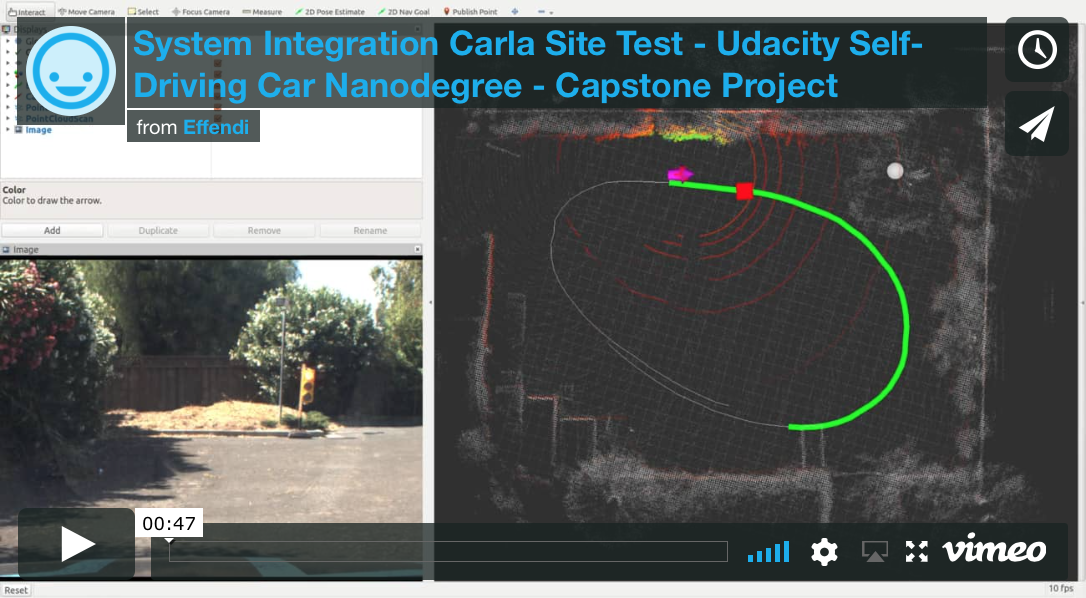 Interact Move Camera Select Focus Camera Measure 2D Pose Estimate 2D Nav Goal Publish Point
System Integration Carla Site Test - Udacity Self-
Driving Car Nanodegree - Capstone Project
from Effendi
PointCloudScan
Image
Color
Color to draw the arrow.
Add Duplicate Remove Rename
Image
00:47
vimeo
Reset 10 fps